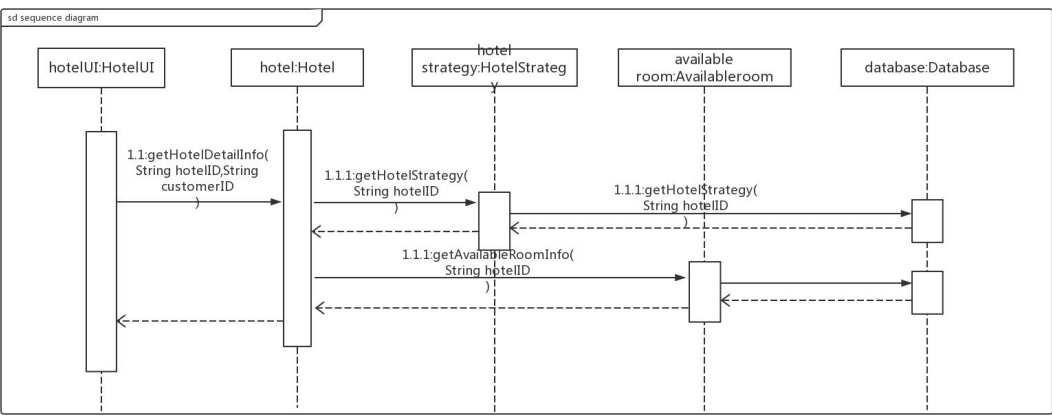 sd sequence diagram
hotelUI:HotelUI
hotel:Hotel
hotel
strategy:HotelStrateg
y
available
room:Availableroom
database:Database
1.1:getHotelDetailInfo(
String hotelID,String
customerID
)
1.1.1:getHotelStrategy(
String hotelID
)
1.1.1:getHotelStrategy(
String hotelID
)
1.1.1:getAvailableRoomInfo(
String hotelID
)